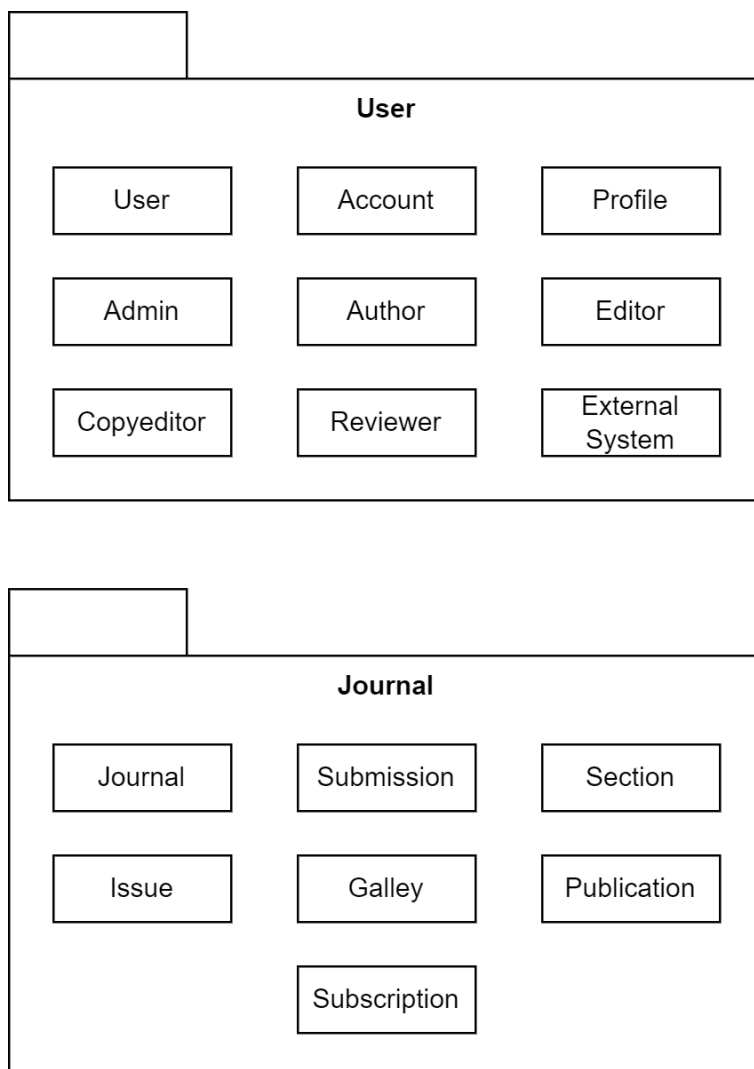 User
User
Account
Profile
Admin
Author
Editor
Copyeditor
Reviewer
External
System
Journal
Journal
Submission
Section
Issue
Galley
Publication
Subscription